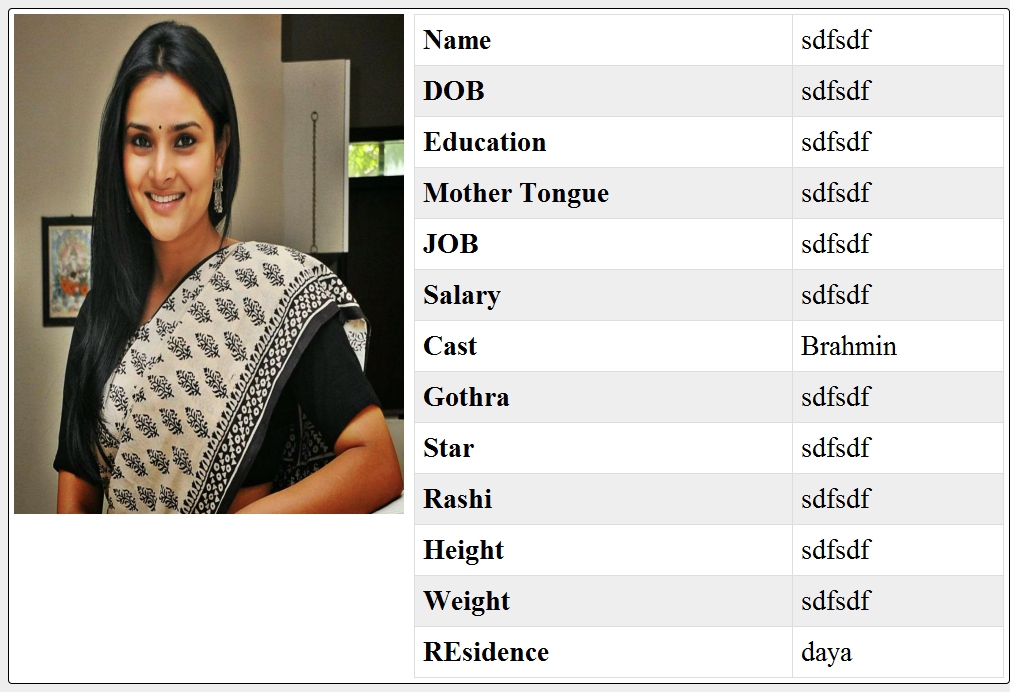 Name sdfsdf
DOB sdfsdf
Education sdfsdf
Mother Tongue sdfsdf
JOB sdfsdf
Salary sdfsdf
Cast Brahmin
Gothra sdfsdf
Star sdfsdf
Rashi sdfsdf
Height sdfsdf
Weight sdfsdf
REsidence daya